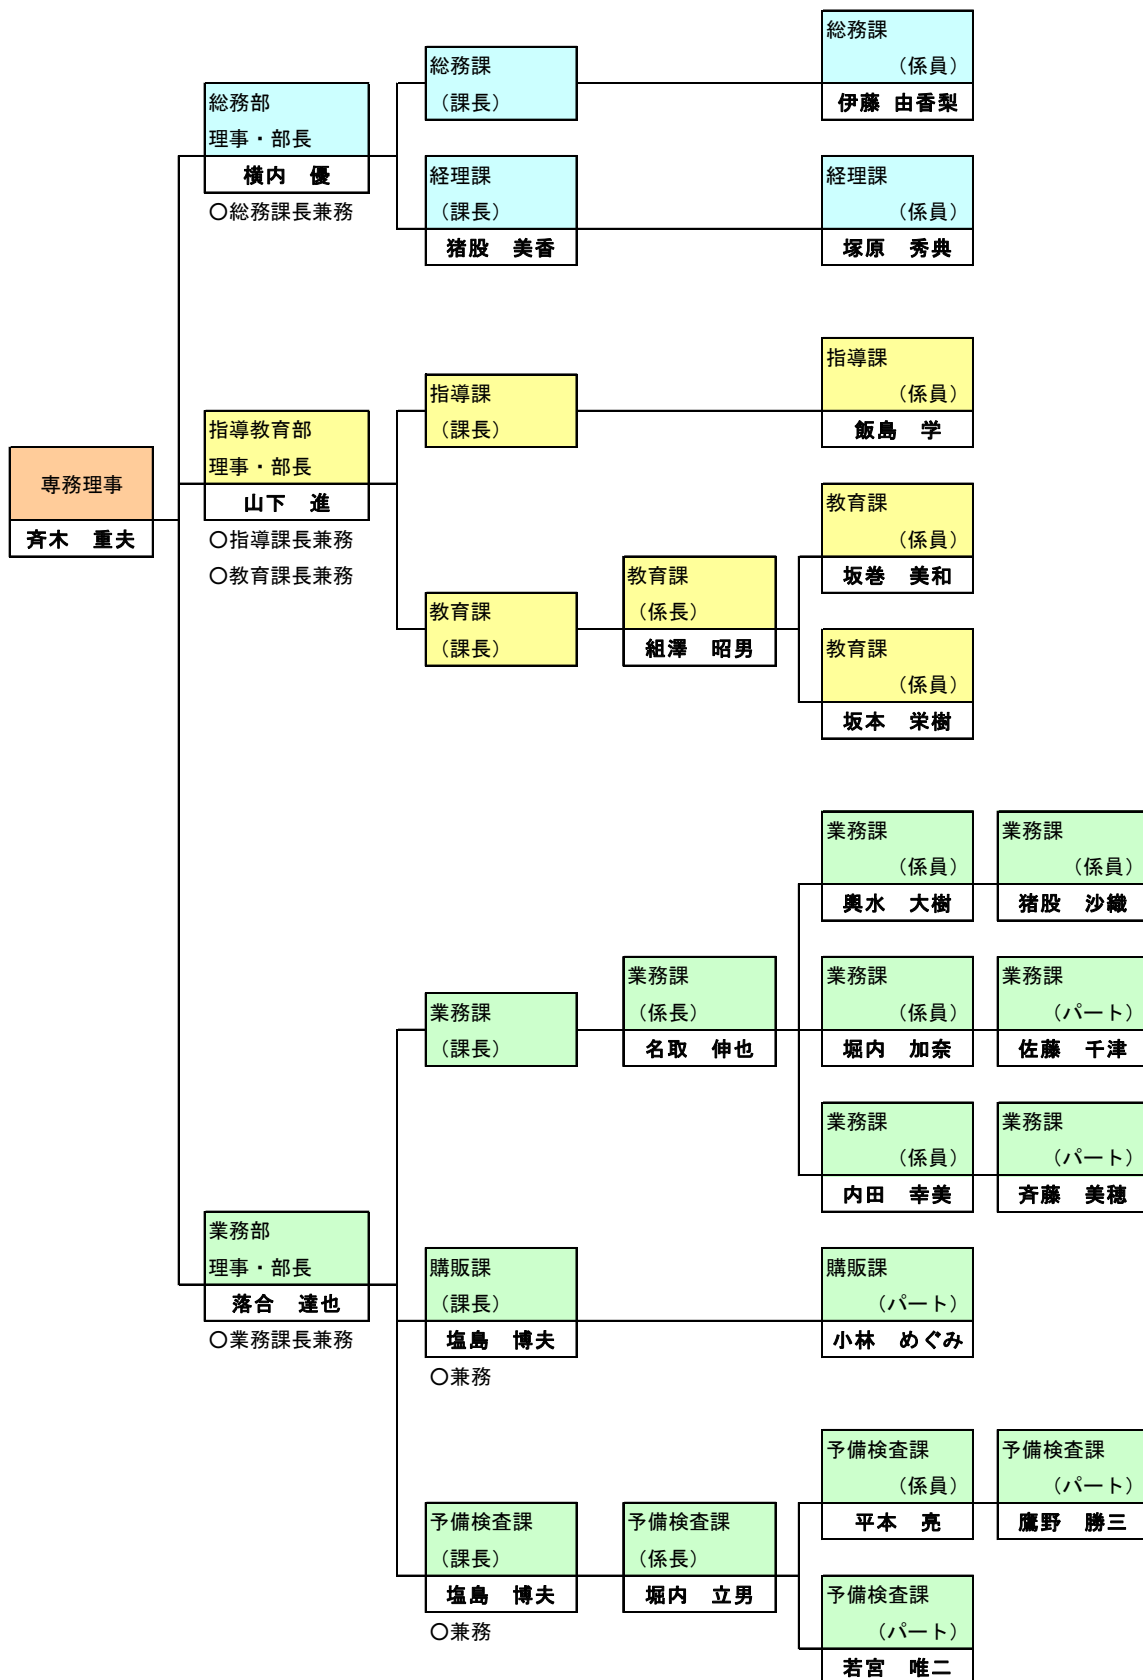 専務理事
斉木　重夫
総務部
理事・部長
横内　優
〇総務課長兼務
総務課
（課長）
総務課
（係員）
伊藤 由香梨
経理課
（課長）
猪股　美香
経理課
（係員）
塚原　秀典
指導教育部
理事・部長
山下　進
〇指導課長兼務
〇教育課長兼務
指導課
（課長）
指導課
（係員）
飯島　学
教育課
（課長）
教育課
（係長）
組澤　昭男
教育課
（係員）
坂巻　美和
教育課
（係員）
坂本　栄樹
業務部
理事・部長
落合　達也
〇業務課長兼務
業務課
（課長）
業務課
（係長）
名取　伸也
業務課
（係員）
輿水　大樹
業務課
（係員）
猪股　沙織
業務課
（係員）
堀内　加奈
業務課
（パート）
佐藤　千津
業務課
（係員）
内田　幸美
業務課
（パート）
斉藤　美穂
購販課
（課長）
塩島　博夫
〇兼務
購販課
（パート）
小林　めぐみ
予備検査課
（課長）
塩島　博夫
〇兼務
予備検査課
（係長）
堀内　立男
予備検査課
（係員）
平本　亮
予備検査課
（パート）
鷹野　勝三
予備検査課
（パート）
若宮　唯二